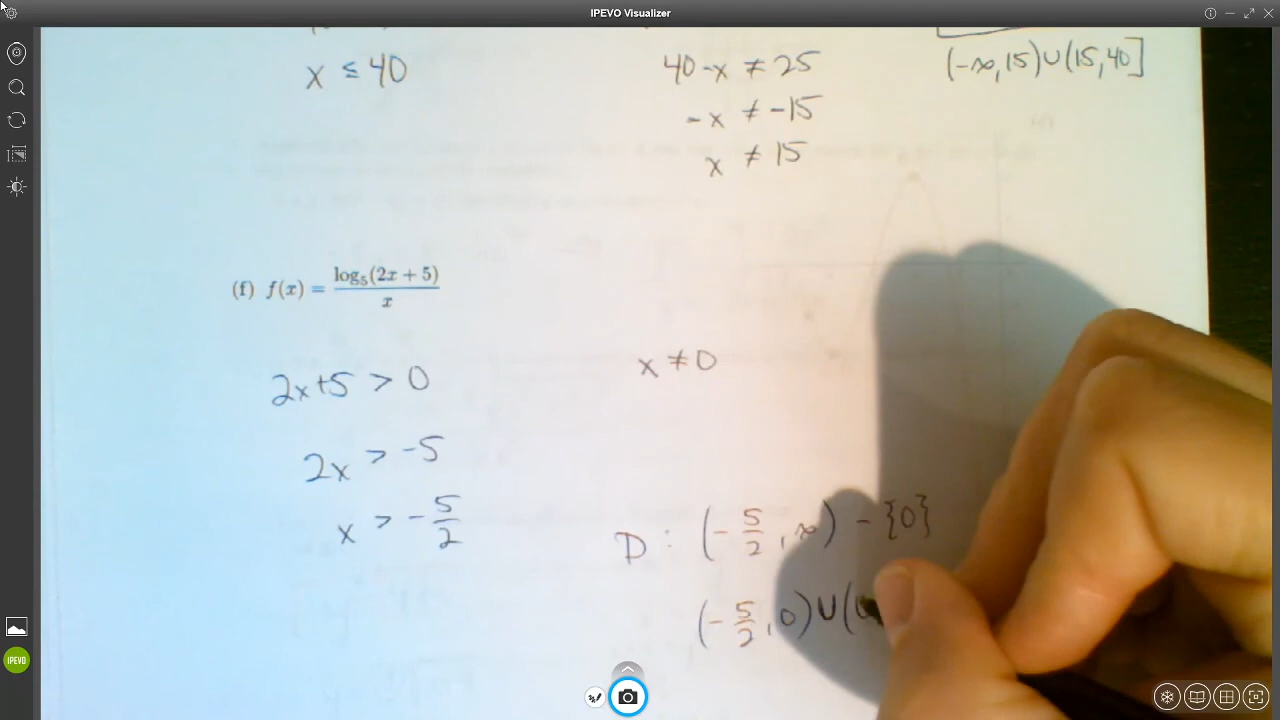 IPEVO Visualizer
x ≤ 40
40 - x ≠ 25
- x ≠ -15
x ≠ 15
(-∞, 15) ∪ (15, 40]
(f) f(x) = log₅(2x + 5) / x
2x+5 > 0
2x > -5
x > - 5/2
x ≠ 0
D : (- 5/2, ∞) - {0}
(- 5/2, 0) ∪ (
IPEVO